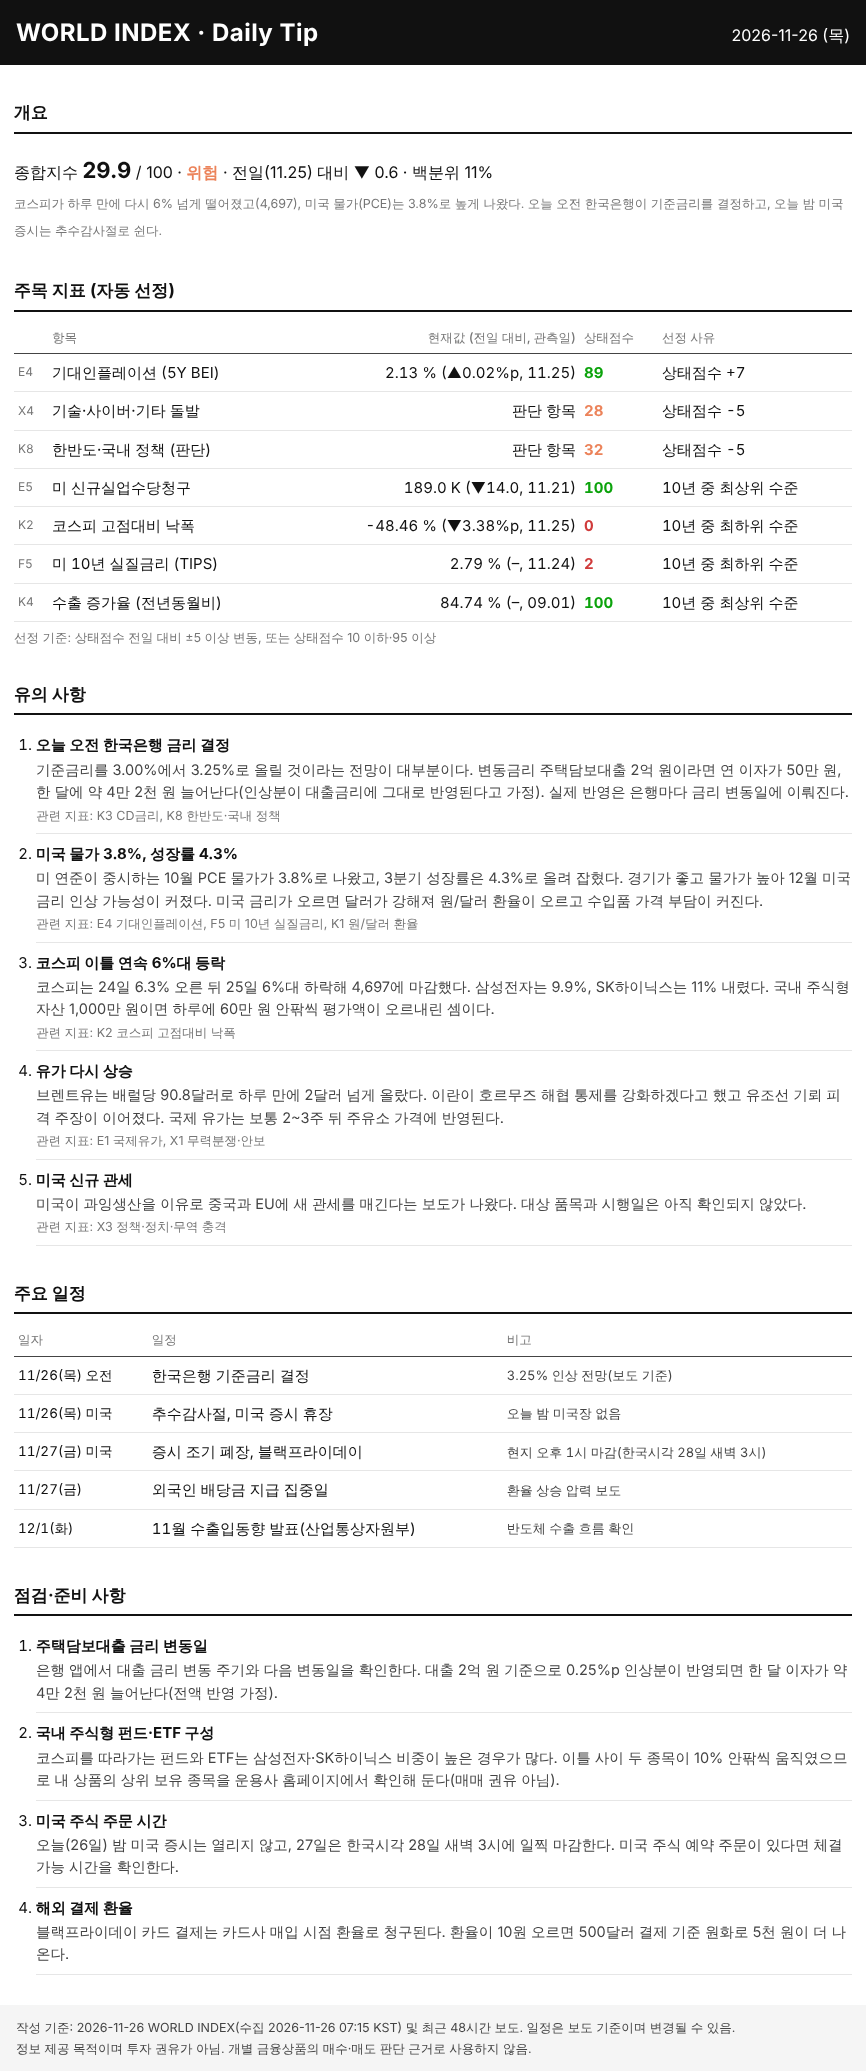 WORLD INDEX · Daily Tip 2026-11-26 (목)
개요
종합지수 29.9 / 100 · 위험 · 전일(11.25) 대비 ▼ 0.6 · 백분위 11%
코스피가 하루 만에 다시 6% 넘게 떨어졌고(4,697), 미국 물가(PCE)는 3.8%로 높게 나왔다. 오늘 오전 한국은행이 기준금리를 결정하고, 오늘 밤 미국
증시는 추수감사절로 쉰다.
주목 지표 (자동 선정)
항목 현재값 (전일 대비, 관측일) 상태점수 선정 사유
E4 기대인플레이션 (5Y BEI) 2.13 % (▲0.02%p, 11.25) 89 상태점수 +7
X4 기술·사이버·기타 돌발 판단 항목 28 상태점수 -5
K8 한반도·국내 정책 (판단) 판단 항목 32 상태점수 -5
E5 미 신규실업수당청구 189.0 K (▼14.0, 11.21) 100 10년 중 최상위 수준
K2 코스피 고점대비 낙폭 -48.46 % (▼3.38%p, 11.25) 0 10년 중 최하위 수준
F5 미 10년 실질금리 (TIPS) 2.79 % (–, 11.24) 2 10년 중 최하위 수준
K4 수출 증가율 (전년동월비) 84.74 % (–, 09.01) 100 10년 중 최상위 수준
선정 기준: 상태점수 전일 대비 ±5 이상 변동, 또는 상태점수 10 이하·95 이상
유의 사항
1. 오늘 오전 한국은행 금리 결정
기준금리를 3.00%에서 3.25%로 올릴 것이라는 전망이 대부분이다. 변동금리 주택담보대출 2억 원이라면 연 이자가 50만 원,
한 달에 약 4만 2천 원 늘어난다(인상분이 대출금리에 그대로 반영된다고 가정). 실제 반영은 은행마다 금리 변동일에 이뤄진다.
관련 지표: K3 CD금리, K8 한반도·국내 정책
2. 미국 물가 3.8%, 성장률 4.3%
미 연준이 중시하는 10월 PCE 물가가 3.8%로 나왔고, 3분기 성장률은 4.3%로 올려 잡혔다. 경기가 좋고 물가가 높아 12월 미국
금리 인상 가능성이 커졌다. 미국 금리가 오르면 달러가 강해져 원/달러 환율이 오르고 수입품 가격 부담이 커진다.
관련 지표: E4 기대인플레이션, F5 미 10년 실질금리, K1 원/달러 환율
3. 코스피 이틀 연속 6%대 등락
코스피는 24일 6.3% 오른 뒤 25일 6%대 하락해 4,697에 마감했다. 삼성전자는 9.9%, SK하이닉스는 11% 내렸다. 국내 주식형
자산 1,000만 원이면 하루에 60만 원 안팎씩 평가액이 오르내린 셈이다.
관련 지표: K2 코스피 고점대비 낙폭
4. 유가 다시 상승
브렌트유는 배럴당 90.8달러로 하루 만에 2달러 넘게 올랐다. 이란이 호르무즈 해협 통제를 강화하겠다고 했고 유조선 기뢰 피
격 주장이 이어졌다. 국제 유가는 보통 2~3주 뒤 주유소 가격에 반영된다.
관련 지표: E1 국제유가, X1 무력분쟁·안보
5. 미국 신규 관세
미국이 과잉생산을 이유로 중국과 EU에 새 관세를 매긴다는 보도가 나왔다. 대상 품목과 시행일은 아직 확인되지 않았다.
관련 지표: X3 정책·정치·무역 충격
주요 일정
일자 일정 비고
11/26(목) 오전 한국은행 기준금리 결정 3.25% 인상 전망(보도 기준)
11/26(목) 미국 추수감사절, 미국 증시 휴장 오늘 밤 미국장 없음
11/27(금) 미국 증시 조기 폐장, 블랙프라이데이 현지 오후 1시 마감(한국시각 28일 새벽 3시)
11/27(금) 외국인 배당금 지급 집중일 환율 상승 압력 보도
12/1(화) 11월 수출입동향 발표(산업통상자원부) 반도체 수출 흐름 확인
점검·준비 사항
1. 주택담보대출 금리 변동일
은행 앱에서 대출 금리 변동 주기와 다음 변동일을 확인한다. 대출 2억 원 기준으로 0.25%p 인상분이 반영되면 한 달 이자가 약
4만 2천 원 늘어난다(전액 반영 가정).
2. 국내 주식형 펀드·ETF 구성
코스피를 따라가는 펀드와 ETF는 삼성전자·SK하이닉스 비중이 높은 경우가 많다. 이틀 사이 두 종목이 10% 안팎씩 움직였으므
로 내 상품의 상위 보유 종목을 운용사 홈페이지에서 확인해 둔다(매매 권유 아님).
3. 미국 주식 주문 시간
오늘(26일) 밤 미국 증시는 열리지 않고, 27일은 한국시각 28일 새벽 3시에 일찍 마감한다. 미국 주식 예약 주문이 있다면 체결
가능 시간을 확인한다.
4. 해외 결제 환율
블랙프라이데이 카드 결제는 카드사 매입 시점 환율로 청구된다. 환율이 10원 오르면 500달러 결제 기준 원화로 5천 원이 더 나
온다.
작성 기준: 2026-11-26 WORLD INDEX(수집 2026-11-26 07:15 KST) 및 최근 48시간 보도. 일정은 보도 기준이며 변경될 수 있음.
정보 제공 목적이며 투자 권유가 아님. 개별 금융상품의 매수·매도 판단 근거로 사용하지 않음.